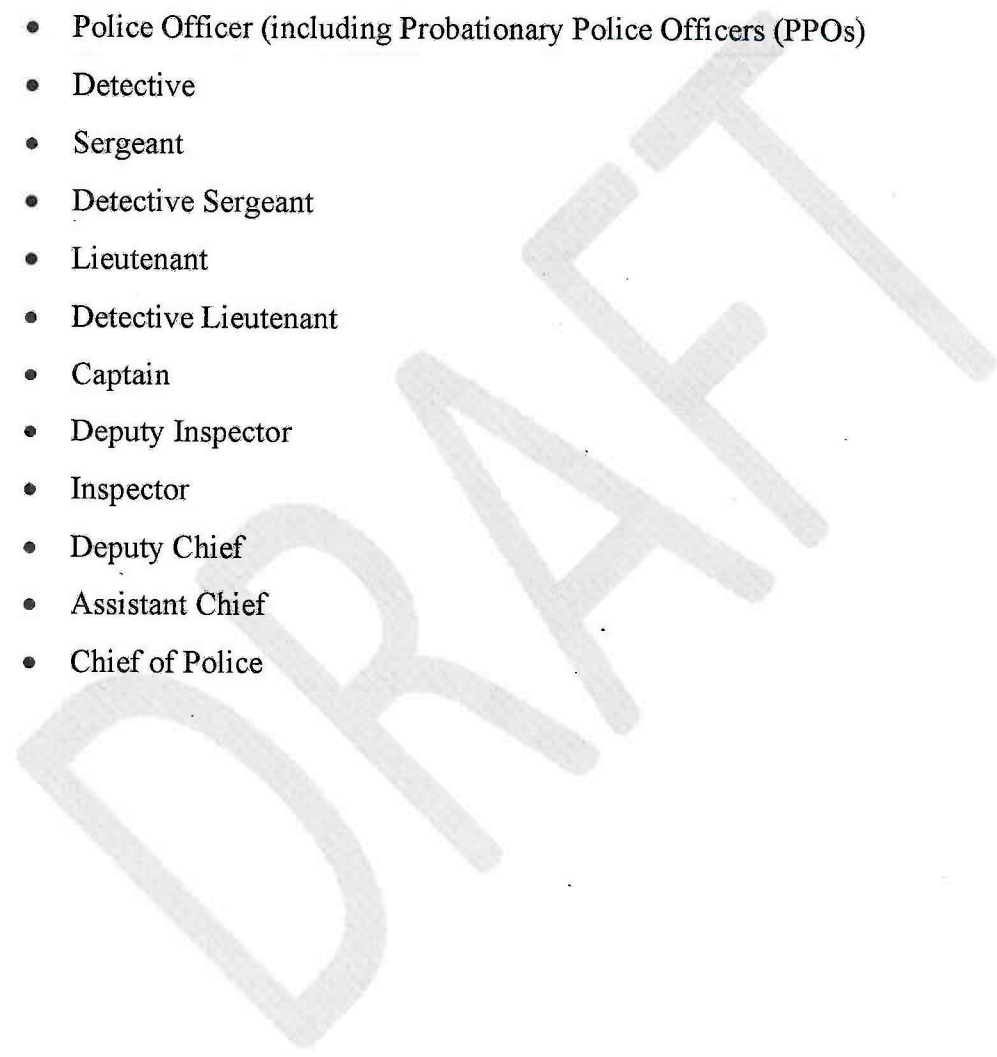 • Police Officer (including Probationary Police Officers (PPOs)
• Detective
• Sergeant
• Detective Sergeant
• Lieutenant
• Detective Lieutenant
• Captain
• Deputy Inspector
• Inspector
• Deputy Chief
• Assistant Chief
• Chief of Police
DRAFT